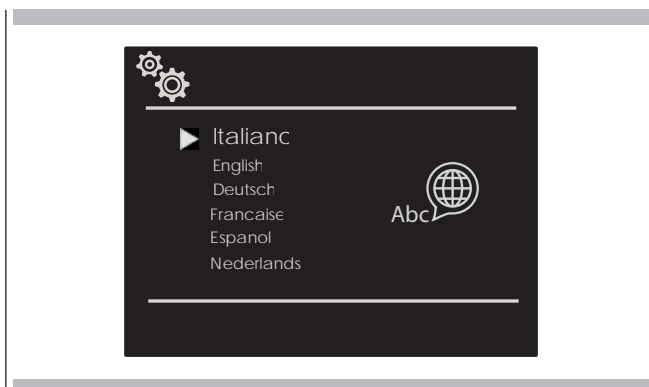 Italiano
English
Deutsch
Francaise
Espanol
Nederlands
Abc